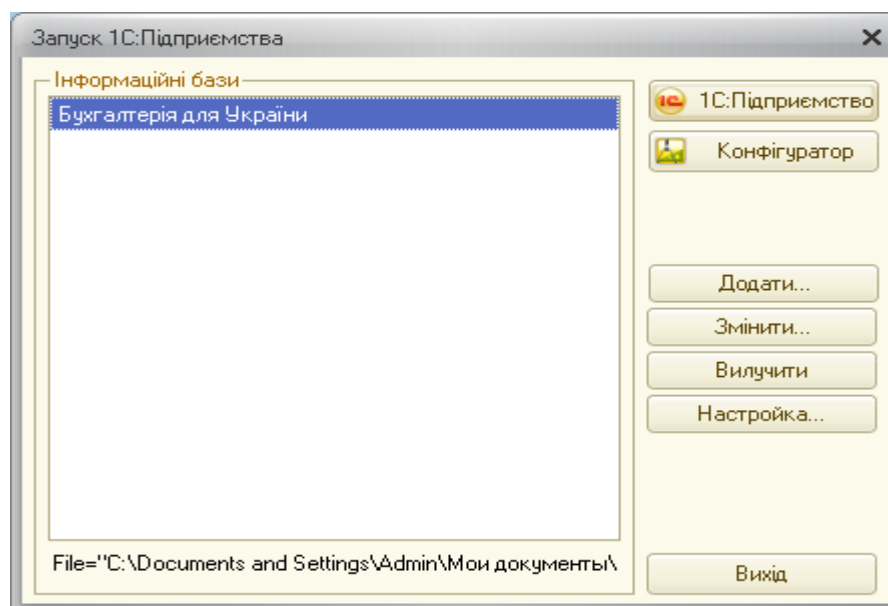 Запуск 1С:Підприємства
Інформаційні бази
Бухгалтерія для України
1С:Підприємство
Конфігуратор
Додати...
Змінити...
Вилучити
Настройка...
File="C:\Documents and Settings\Admin\Мои документы\
Вихід